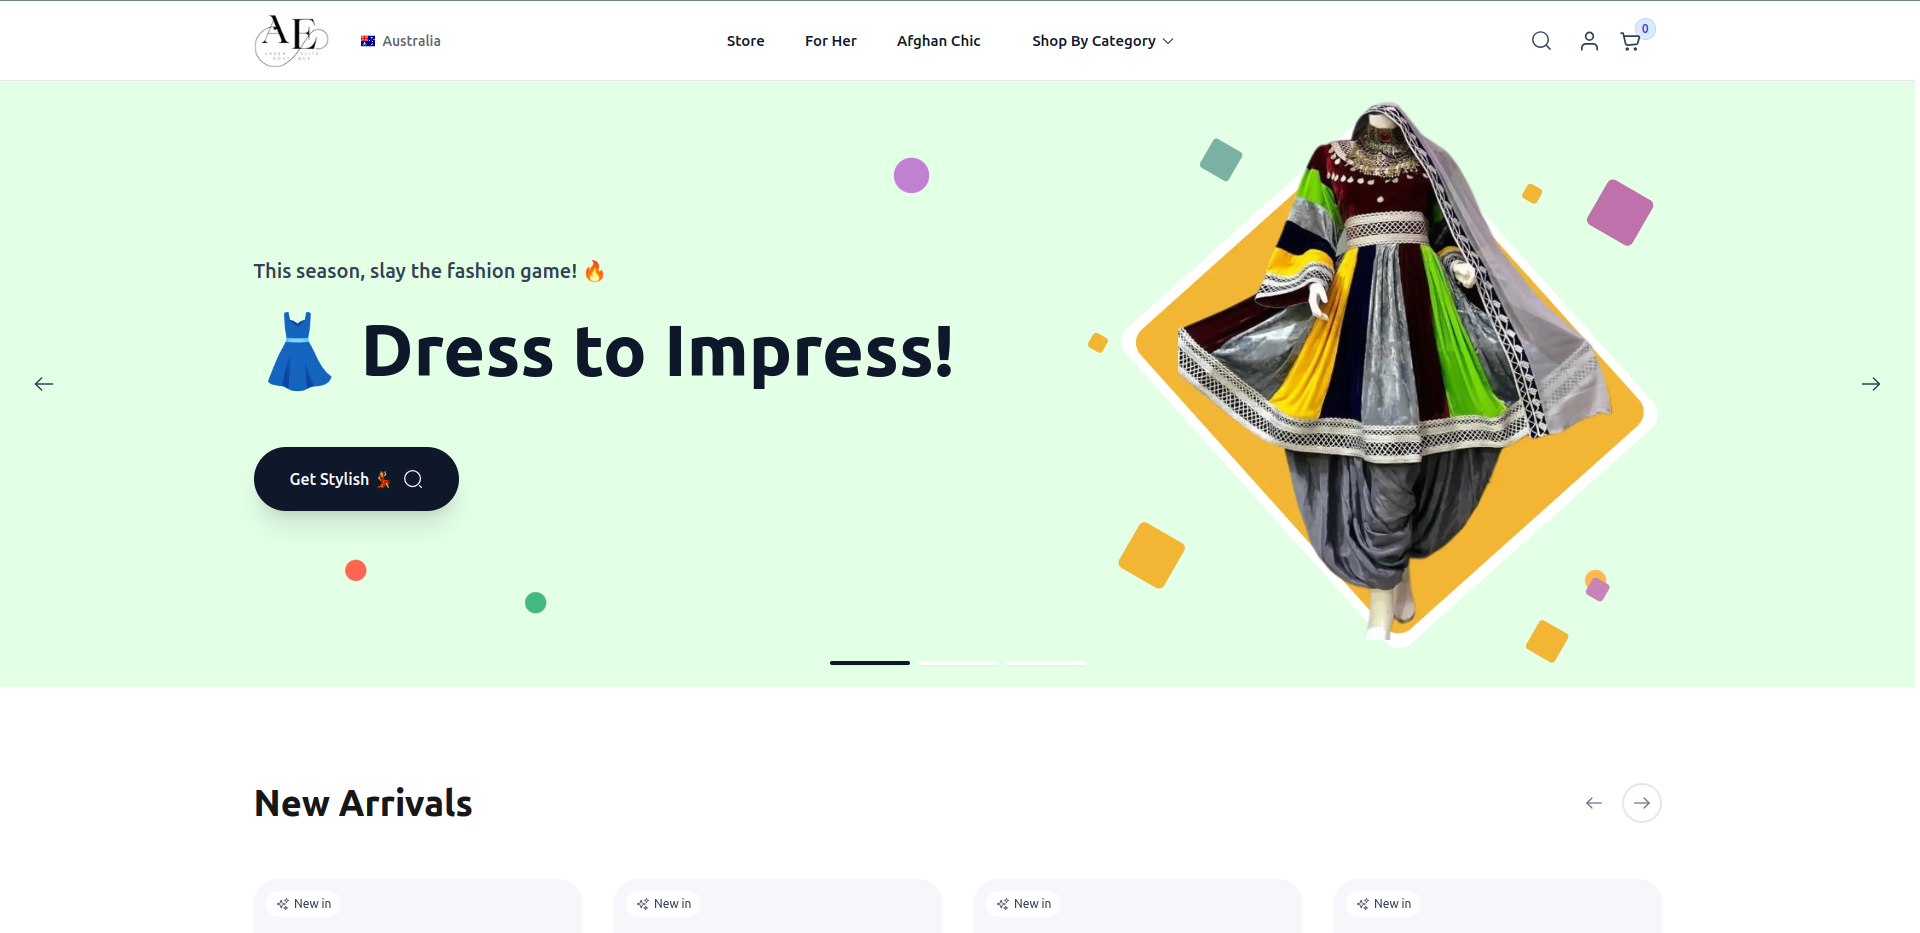 AE
Australia
Store
For Her
Afghan Chic
Shop By Category
0
This season, slay the fashion game! 🔥
👗 Dress to Impress!
Get Stylish 💃
New Arrivals
New in
New in
New in
New in